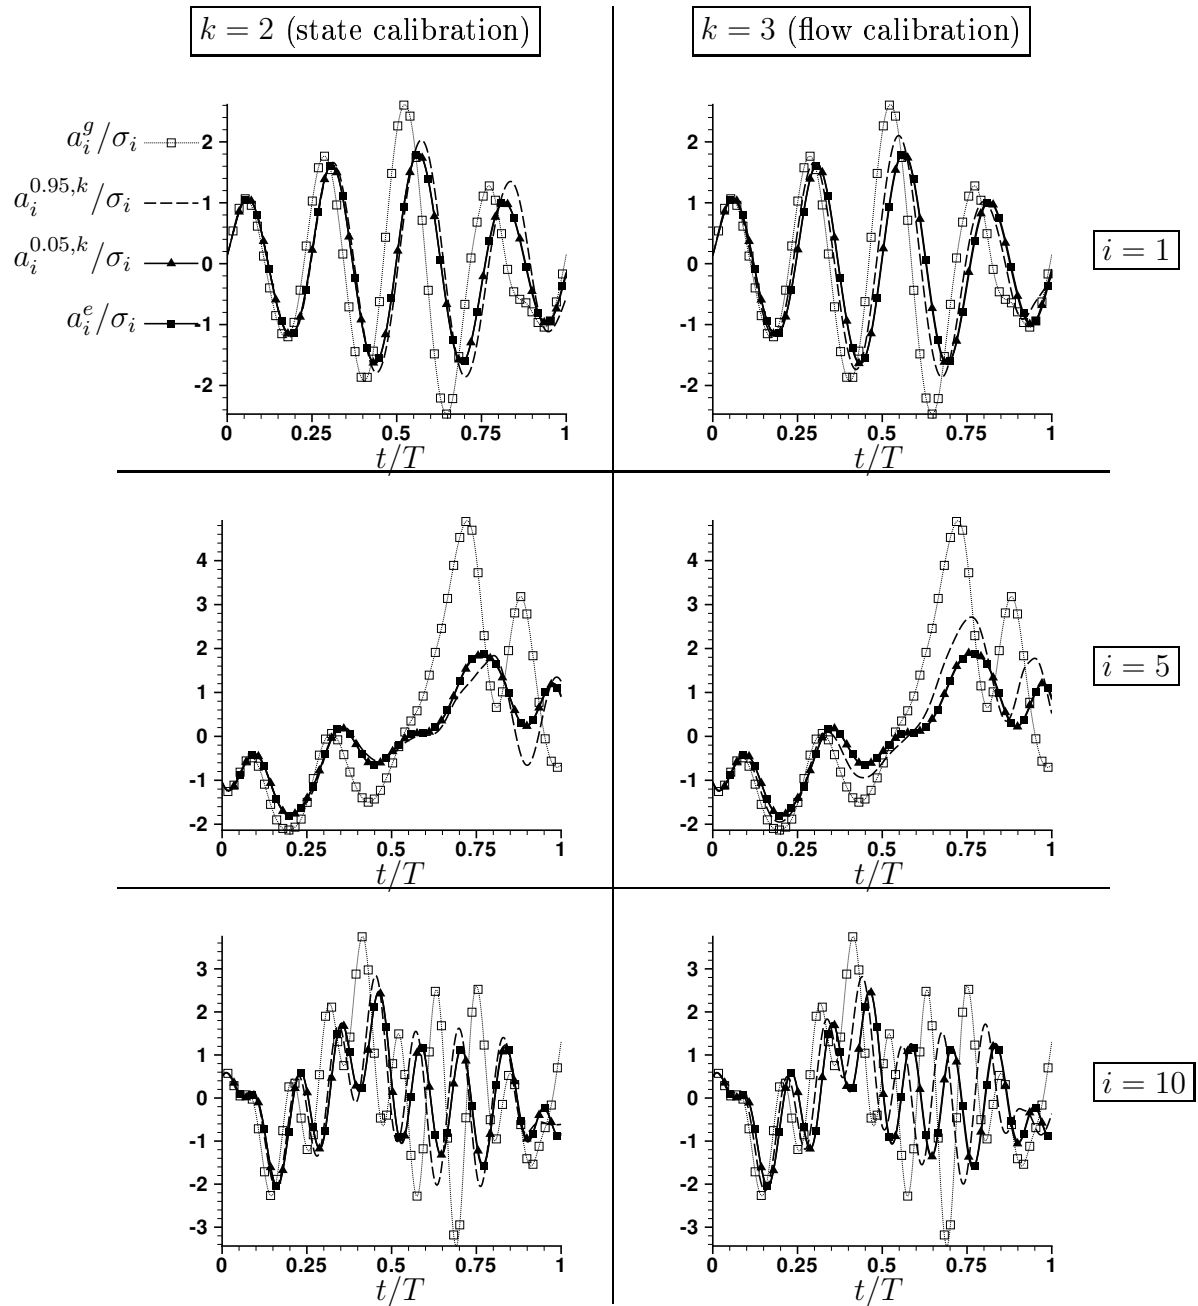 k = 2 (state calibration)
k = 3 (flow calibration)
a_i^g/σ_i
a_i^{0.95,k}/σ_i
a_i^{0.05,k}/σ_i
a_i^e/σ_i
2
1
0
-1
-2
0 0.25 0.5 0.75 1
t/T
2
1
0
-1
-2
0 0.25 0.5 0.75 1
t/T
i = 1
4
3
2
1
0
-1
-2
0 0.25 0.5 0.75 1
t/T
4
3
2
1
0
-1
-2
0 0.25 0.5 0.75 1
t/T
i = 5
3
2
1
0
-1
-2
-3
0 0.25 0.5 0.75 1
t/T
3
2
1
0
-1
-2
-3
0 0.25 0.5 0.75 1
t/T
i = 10